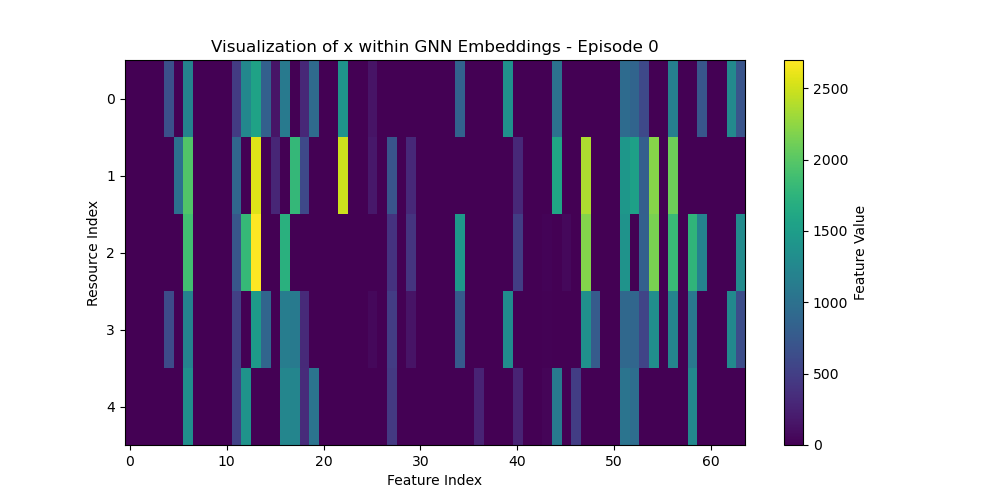 Visualization of x within GNN Embeddings - Episode 0
Resource Index
0
1
2
3
4
0 10 20 30 40 50 60
Feature Index
2500
2000
1500
1000
500
0
Feature Value